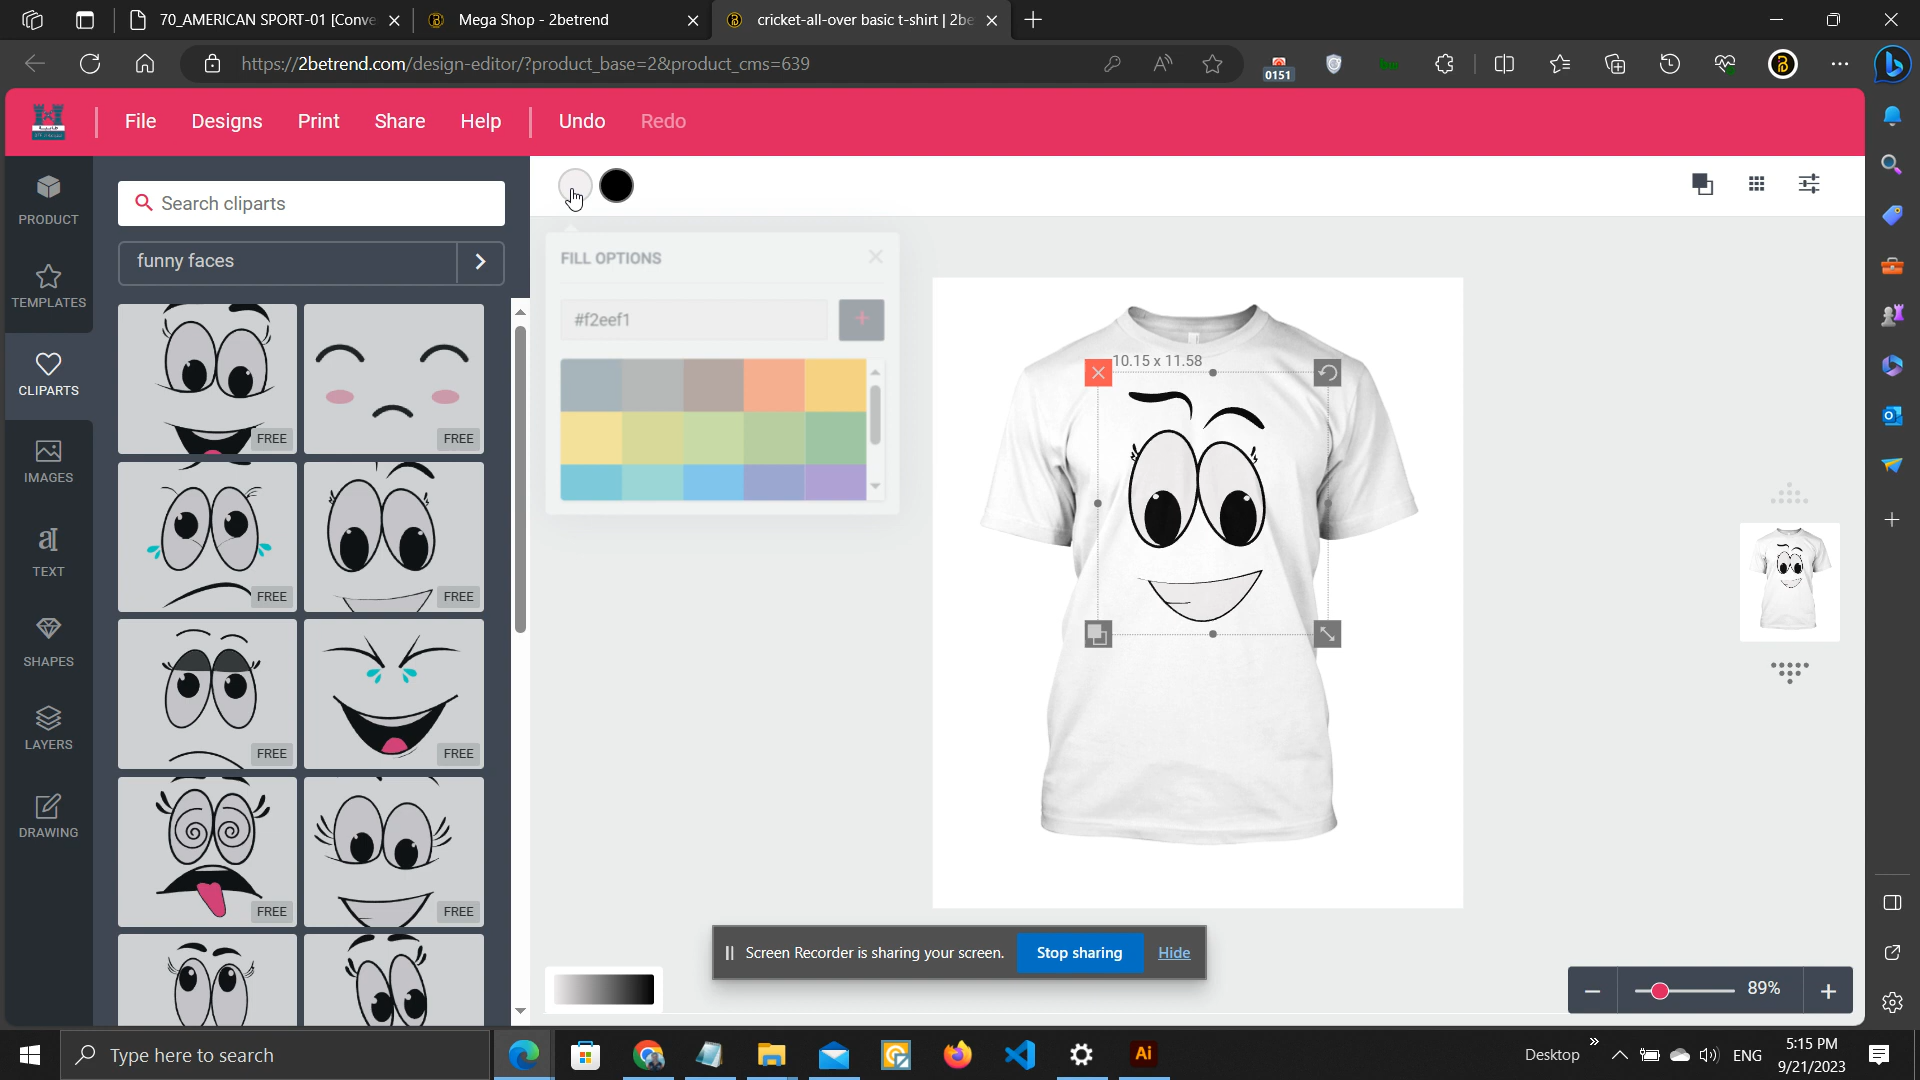 70_AMERICAN SPORT-01 [Conve
Mega Shop - 2betrend
cricket-all-over basic t-shirt | 2be
https://2betrend.com/design-editor/?product_base=2&product_cms=639
0151
File
Designs
Print
Share
Help
Undo
Redo
PRODUCT
TEMPLATES
CLIPARTS
IMAGES
TEXT
SHAPES
LAYERS
DRAWING
Search cliparts
funny faces
FREE
FREE
FREE
FREE
FREE
FREE
FREE
FREE
FILL OPTIONS
#f2eef1
10.15 x 11.58
Screen Recorder is sharing your screen.
Stop sharing
Hide
89%
Type here to search
Ai
Desktop
ENG
5:15 PM
9/21/2023